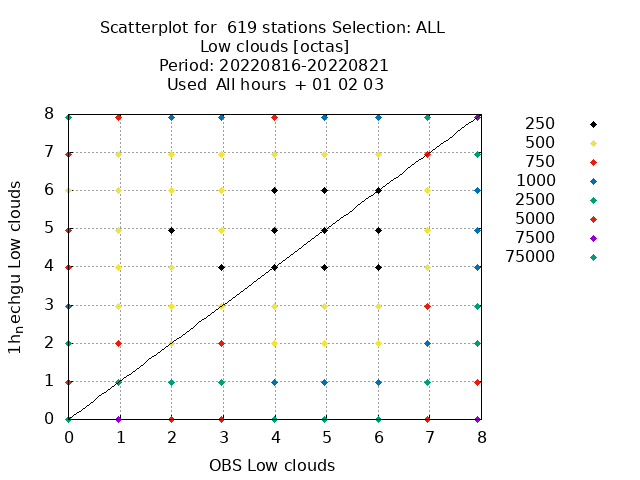 Scatterplot for  619 stations Selection: ALL
Low clouds [octas]
Period: 20220816-20220821
Used  All hours  + 01 02 03
8
7
6
5
4
3
2
1
0
0 1 2 3 4 5 6 7 8
1hnechgu Low clouds
OBS Low clouds
250
500
750
1000
2500
5000
7500
75000